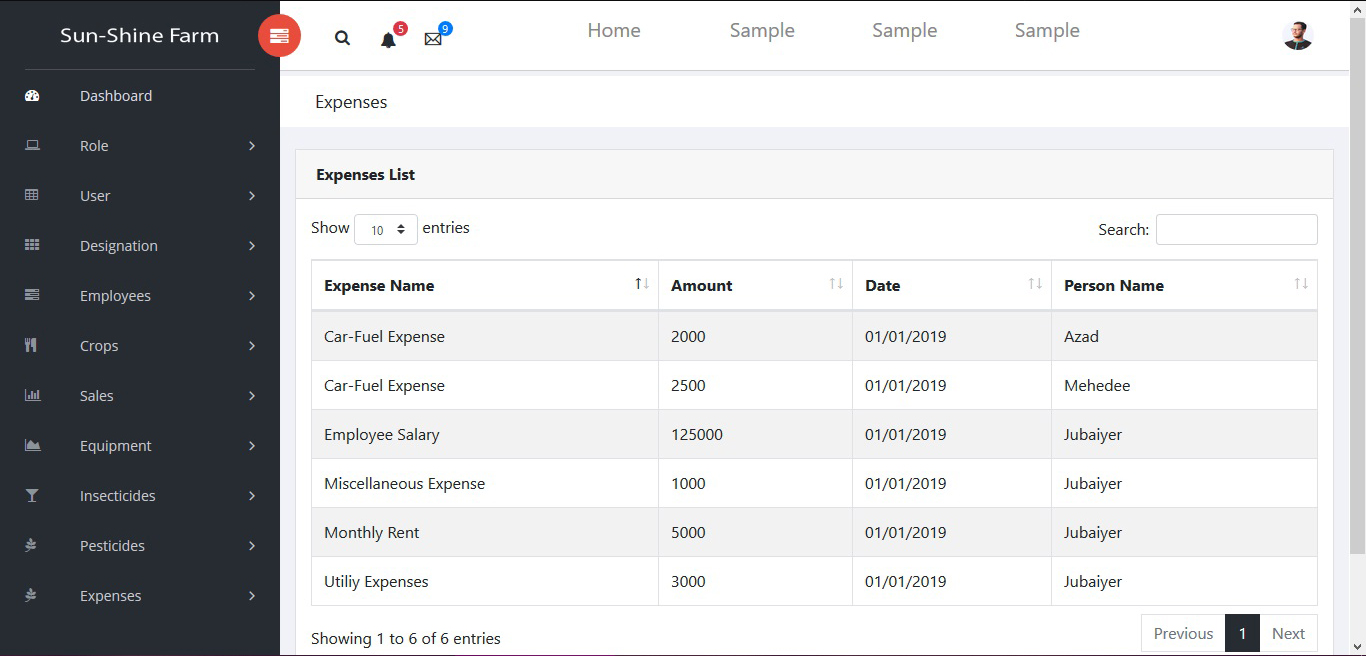 Sun-Shine Farm
5
9
Home Sample Sample Sample
Dashboard
Role
User
Designation
Employees
Crops
Sales
Equipment
Insecticides
Pesticides
Expenses
Expenses
Expenses List
Show 10 entries
Search:
Expense Name Amount Date Person Name
Car-Fuel Expense 2000 01/01/2019 Azad
Car-Fuel Expense 2500 01/01/2019 Mehedee
Employee Salary 125000 01/01/2019 Jubaiyer
Miscellaneous Expense 1000 01/01/2019 Jubaiyer
Monthly Rent 5000 01/01/2019 Jubaiyer
Utiliy Expenses 3000 01/01/2019 Jubaiyer
Showing 1 to 6 of 6 entries
Previous 1 Next